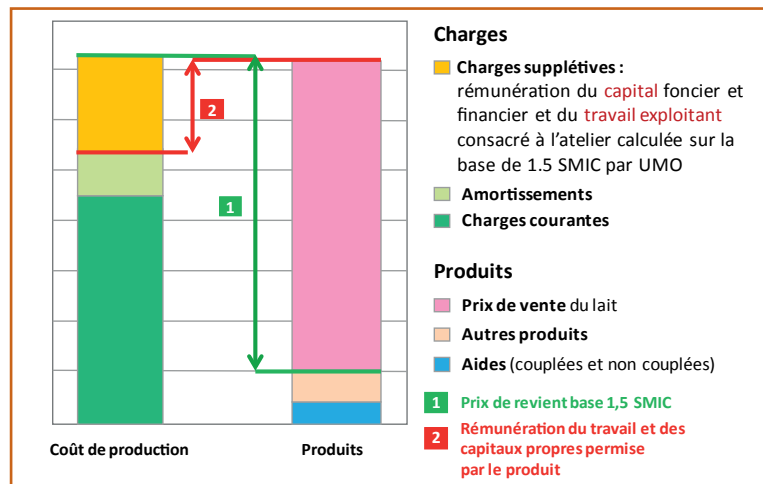 Charges
Charges supplétives :
rémunération du capital foncier et
financier et du travail exploitant
consacré à l’atelier calculée sur la
base de 1.5 SMIC par UMO
Amortissements
Charges courantes
Produits
Prix de vente du lait
Autres produits
Aides (couplées et non couplées)
1 Prix de revient base 1,5 SMIC
2 Rémunération du travail et des
capitaux propres permise
par le produit
2
1
Coût de production
Produits